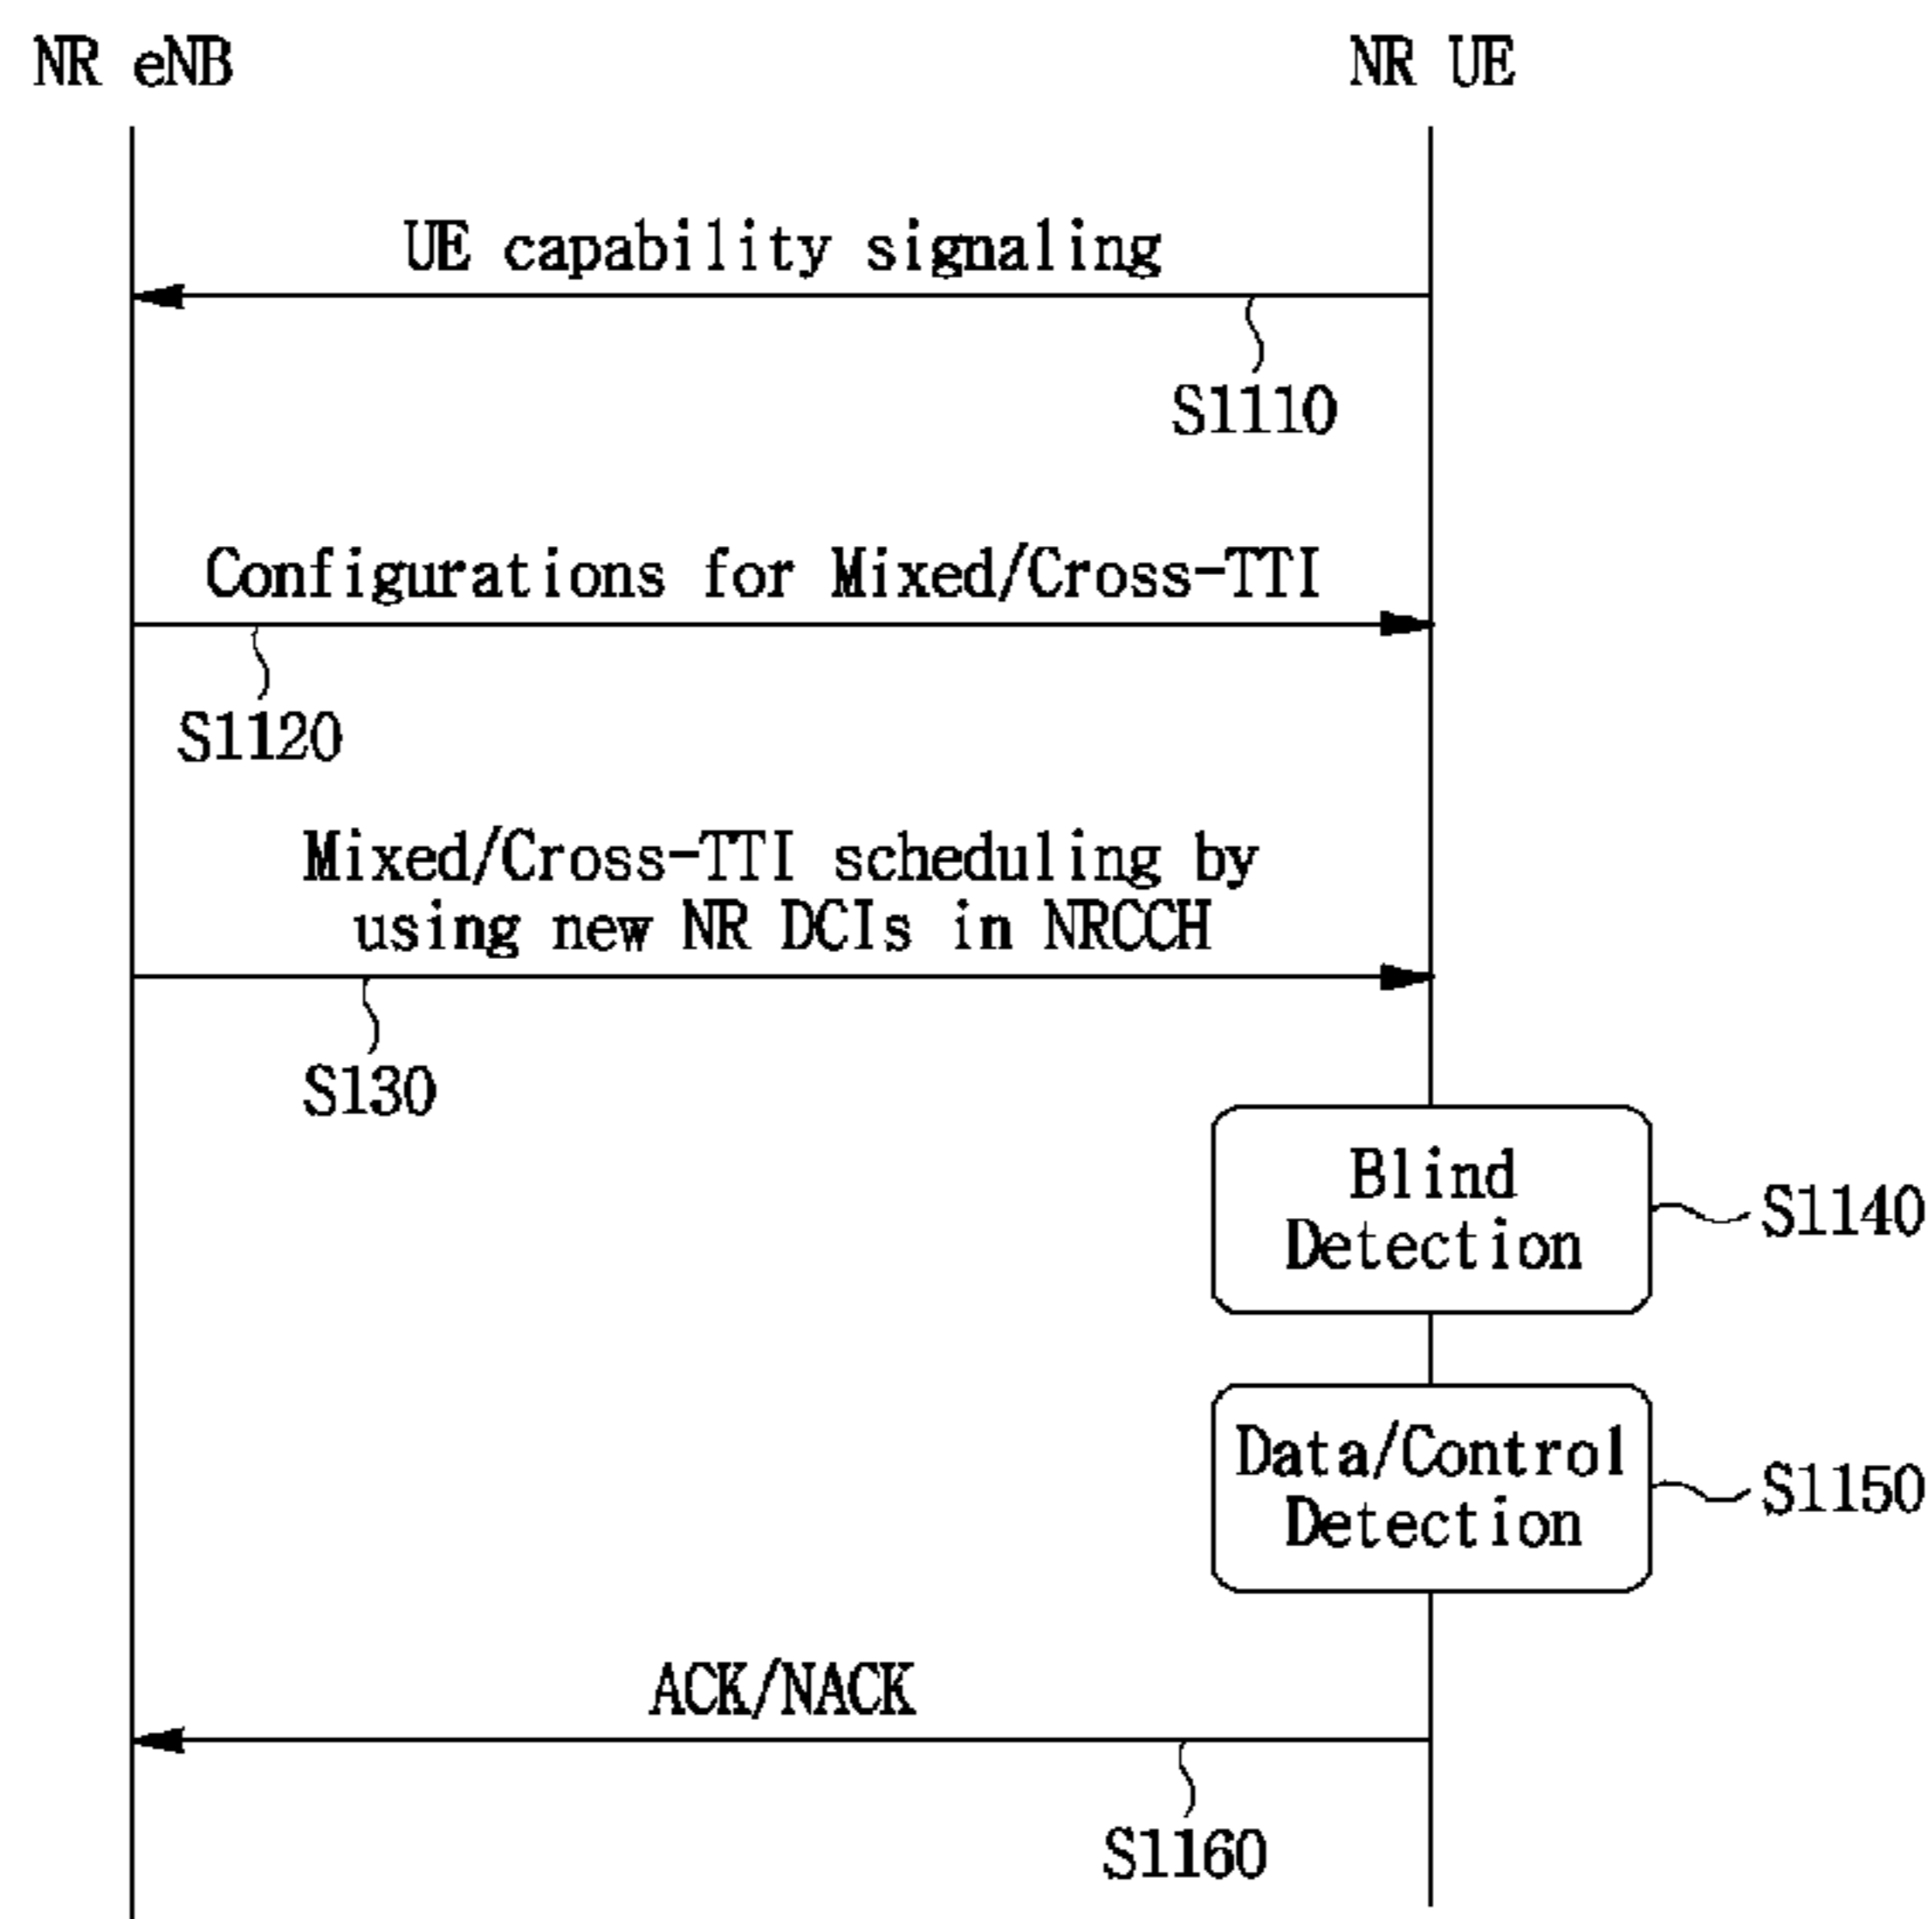 NR eNB
NR UE
UE capability signaling
S1110
Configurations for Mixed/Cross-TTI
S1120
Mixed/Cross-TTI scheduling by
using new NR DCIs in NRCCH
S130
Blind
Detection
S1140
Data/Control
Detection
S1150
ACK/NACK
S1160